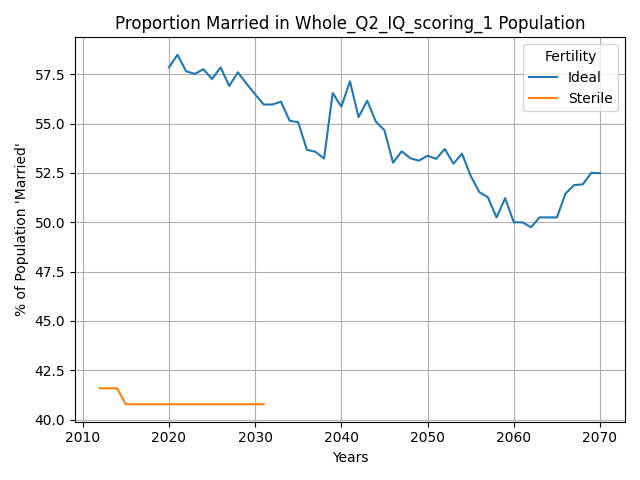 Proportion Married in Whole_Q2_IQ_scoring_1 Population
Fertility
Ideal
Sterile
% of Population 'Married'
57.5
55.0
52.5
50.0
47.5
45.0
42.5
40.0
2010 2020 2030 2040 2050 2060 2070
Years